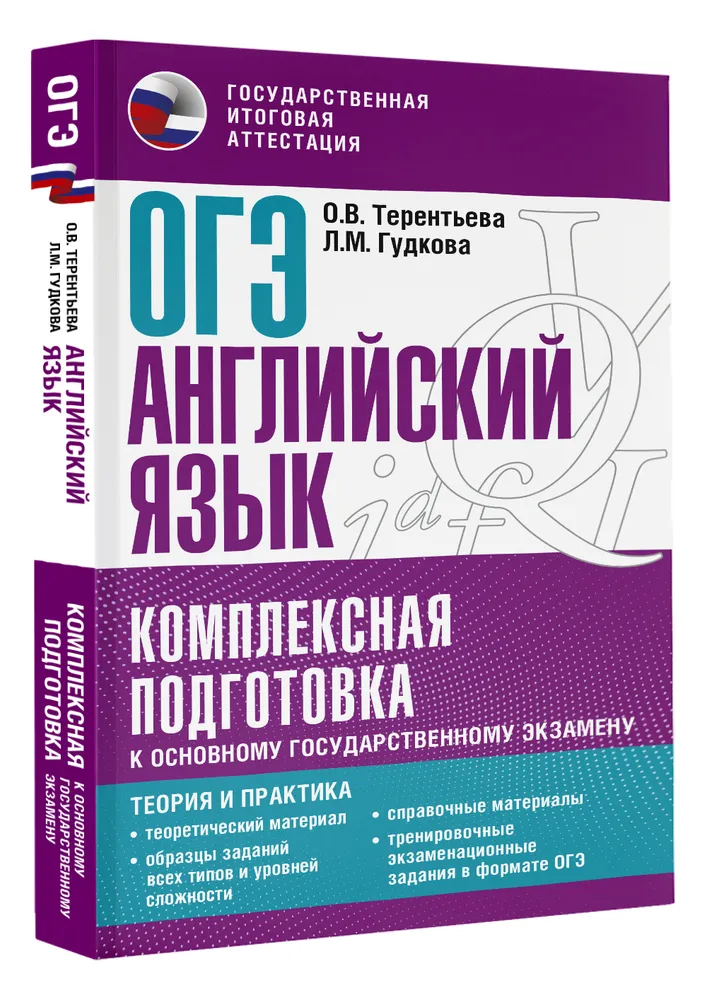 ГОСУДАРСТВЕННАЯ
ИТОГОВАЯ
АТТЕСТАЦИЯ
О.В. Терентьева
Л.М. Гудкова
ОГЭ
АНГЛИЙСКИЙ
ЯЗЫК
КОМПЛЕКСНАЯ
ПОДГОТОВКА
К ОСНОВНОМУ ГОСУДАРСТВЕННОМУ ЭКЗАМЕНУ
ТЕОРИЯ И ПРАКТИКА
• теоретический материал
• образцы заданий
всех типов и уровней
сложности
• справочные материалы
• тренировочные
экзаменационные
задания в формате ОГЭ
ОГЭ
О.В. ТЕРЕНТЬЕВА
Л.М. ГУДКОВА
АНГЛИЙСКИЙ
ЯЗЫК
КОМПЛЕКСНАЯ
ПОДГОТОВКА
К ОСНОВНОМУ
ГОСУДАРСТВЕННОМУ
ЭКЗАМЕНУ
V
Q
I
j d f